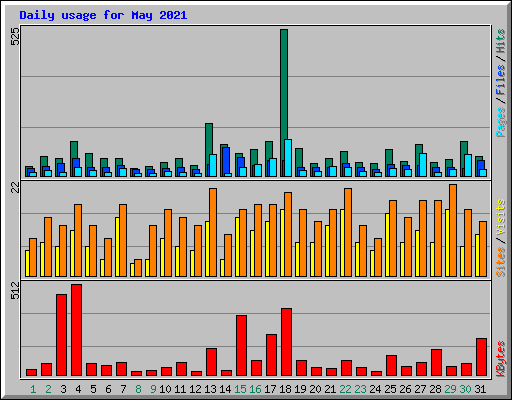 Daily usage for May 2021
525
Pages / Files / Hits
22
Sites / Visits
512
KBytes
1 2 3 4 5 6 7 8 9 10 11 12 13 14 15 16 17 18 19 20 21 22 23 24 25 26 27 28 29 30 31